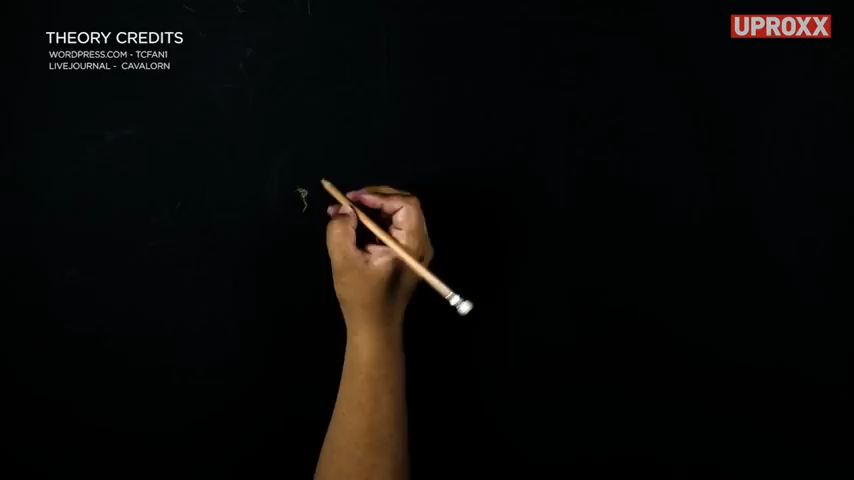 THEORY CREDITS
WORDPRESS.COM - TCFAN1
LIVEJOURNAL - CAVALORN
UPROXX